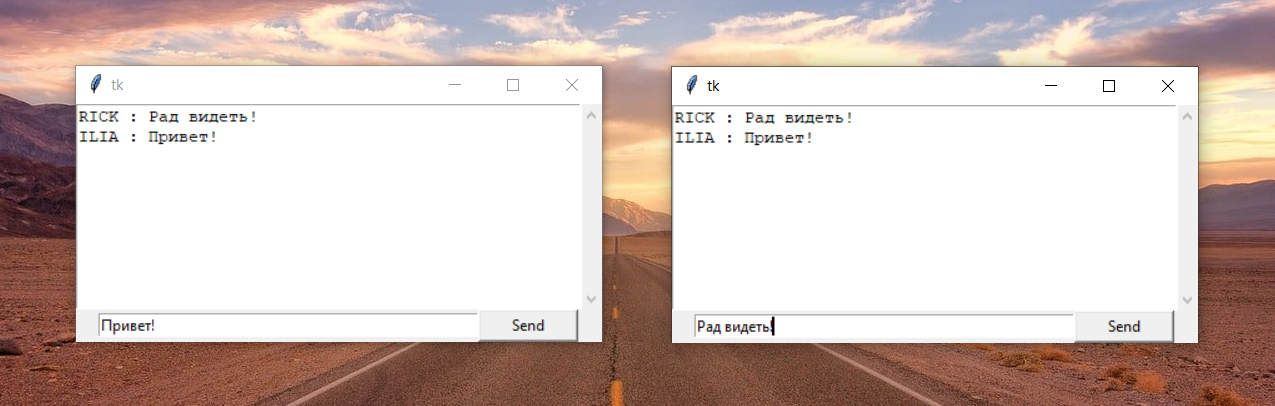 tk
RICK : Рад видеть!
ILIA : Привет!
Привет!
Send
tk
RICK : Рад видеть!
ILIA : Привет!
Рад видеть!
Send